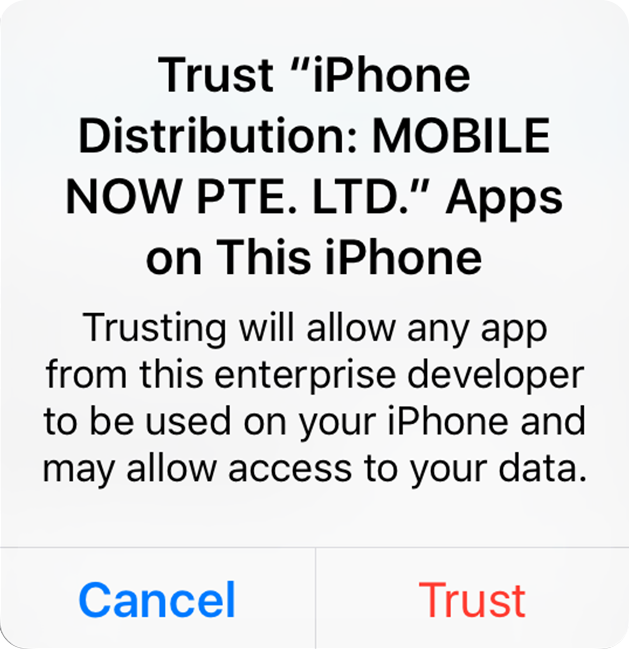 Trust “iPhone
Distribution: MOBILE
NOW PTE. LTD.” Apps
on This iPhone
Trusting will allow any app
from this enterprise developer
to be used on your iPhone and
may allow access to your data.
Cancel
Trust